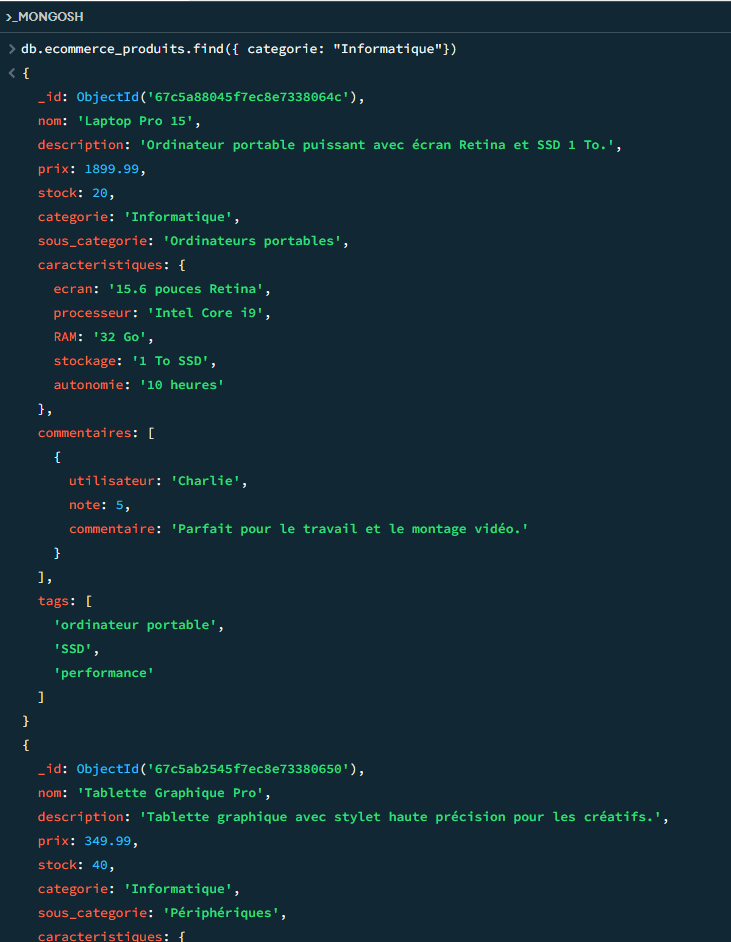 >_MONGOSH
> db.ecommerce_produits.find({ categorie: "Informatique"})
< {
_id: ObjectId('67c5a88045f7ec8e7338064c'),
nom: 'Laptop Pro 15',
description: 'Ordinateur portable puissant avec écran Retina et SSD 1 To.',
prix: 1899.99,
stock: 20,
categorie: 'Informatique',
sous_categorie: 'Ordinateurs portables',
caracteristiques: {
ecran: '15.6 pouces Retina',
processeur: 'Intel Core i9',
RAM: '32 Go',
stockage: '1 To SSD',
autonomie: '10 heures'
},
commentaires: [
{
utilisateur: 'Charlie',
note: 5,
commentaire: 'Parfait pour le travail et le montage vidéo.'
}
],
tags: [
'ordinateur portable',
'SSD',
'performance'
]
}
{
_id: ObjectId('67c5ab2545f7ec8e73380650'),
nom: 'Tablette Graphique Pro',
description: 'Tablette graphique avec stylet haute précision pour les créatifs.',
prix: 349.99,
stock: 40,
categorie: 'Informatique',
sous_categorie: 'Périphériques',
caracteristiques: {